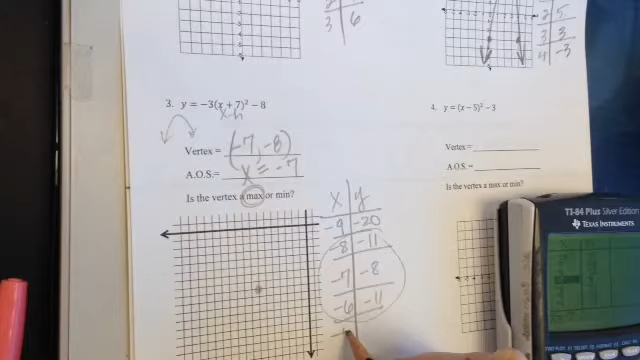 3 6
2 5
3 3
4 -3
3. y = −3(x + 7)² − 8
x-h
Vertex = (-7, -8)
A.O.S.= x = -7
Is the vertex a max or min?
x y
-9 -20
-8 -11
-7 -8
-6 -11
4. y = (x − 5)² − 3
Vertex =
A.O.S. =
Is the vertex a max or min?
TI-84 Plus Silver Edition
TEXAS INSTRUMENTS